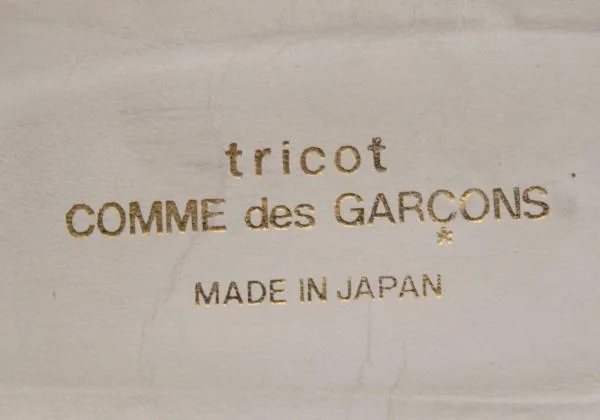 tricot
COMME des GARÇONS
MADE IN JAPAN